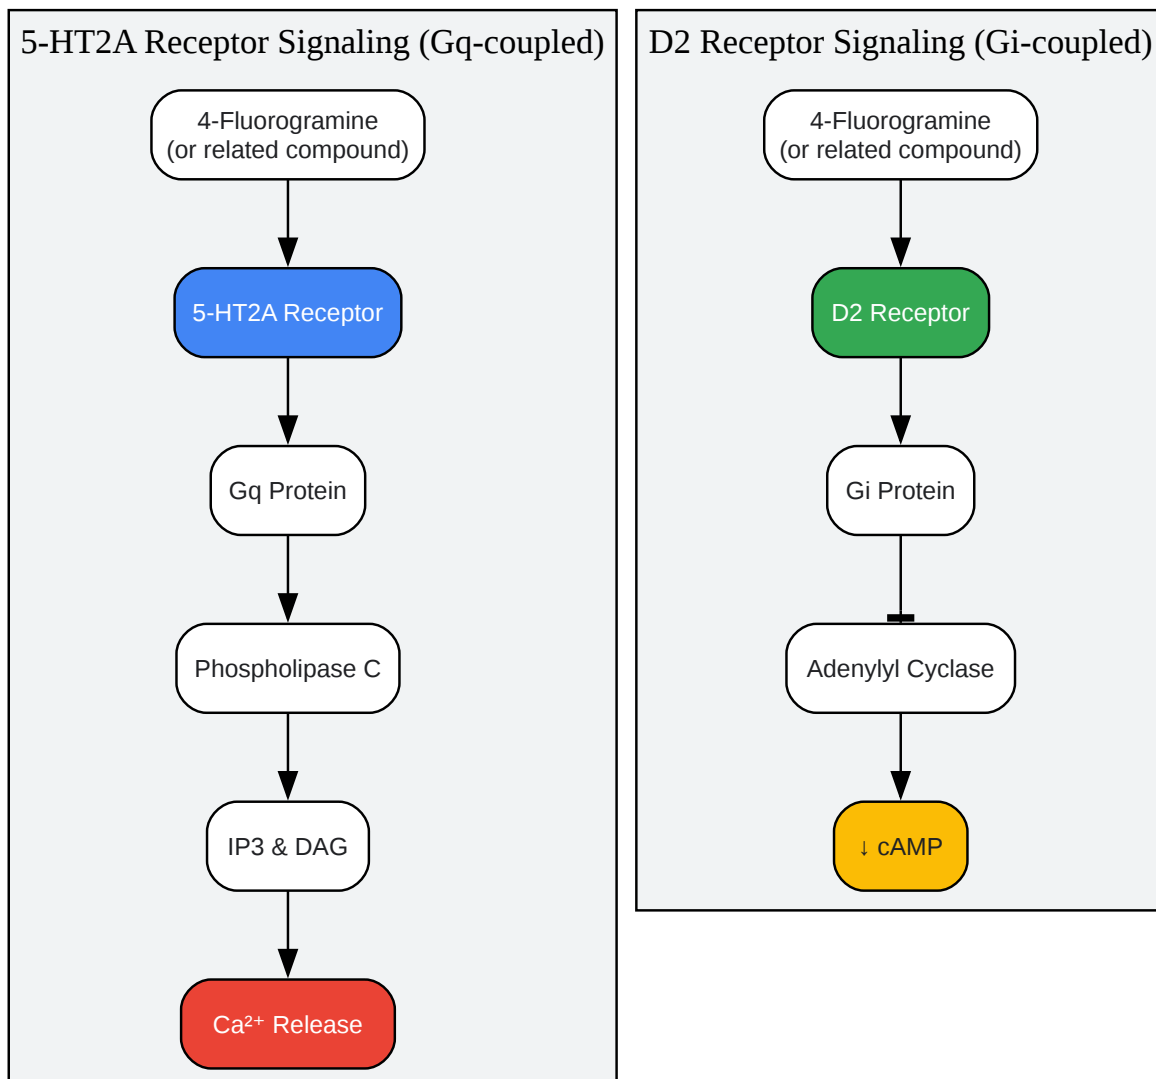 5-HT2A Receptor Signaling (Gq-coupled)
4-Fluorogramine
(or related compound)
5-HT2A Receptor
Gq Protein
Phospholipase C
IP3 & DAG
Ca²⁺ Release
D2 Receptor Signaling (Gi-coupled)
4-Fluorogramine
(or related compound)
D2 Receptor
Gi Protein
Adenylyl Cyclase
↓ cAMP